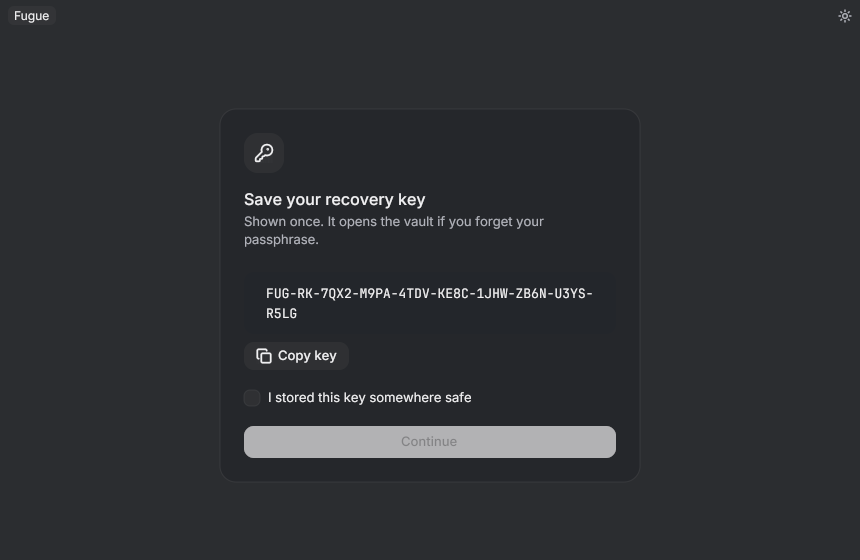 Fugue
Save your recovery key
Shown once. It opens the vault if you forget your
passphrase.
FUG-RK-7QX2-M9PA-4TDV-KE8C-1JHW-ZB6N-U3YS-
R5LG
Copy key
I stored this key somewhere safe
Continue